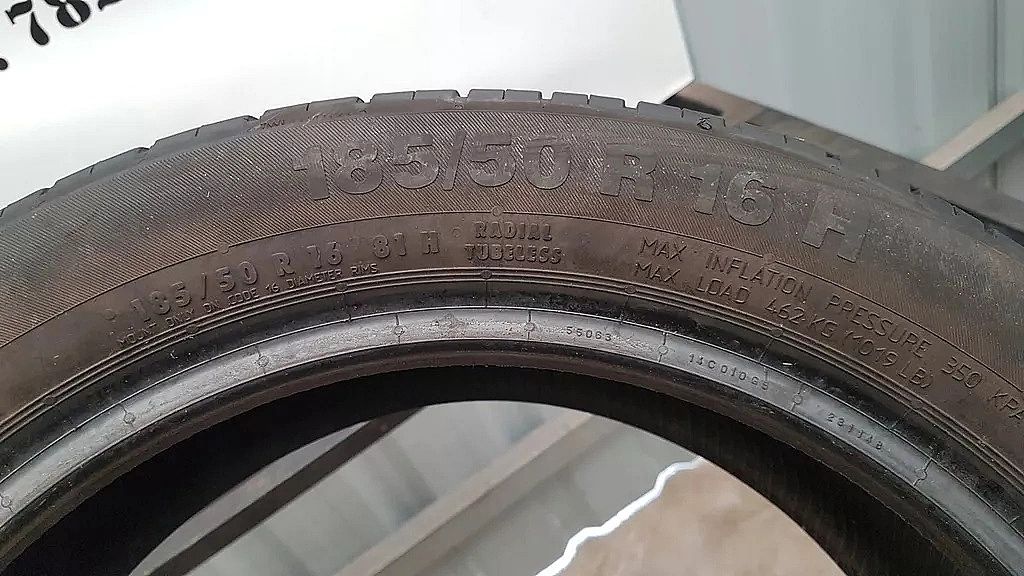 185/50 R 16 H
P 185/50 R 16 81 H
MOUNT ONLY ON CODE 16 DIAMETER RIMS
RADIAL
TUBELESS
MAX INFLATION PRESSURE 350 KPA
MAX LOAD 462 KG (1019 LB)
55063